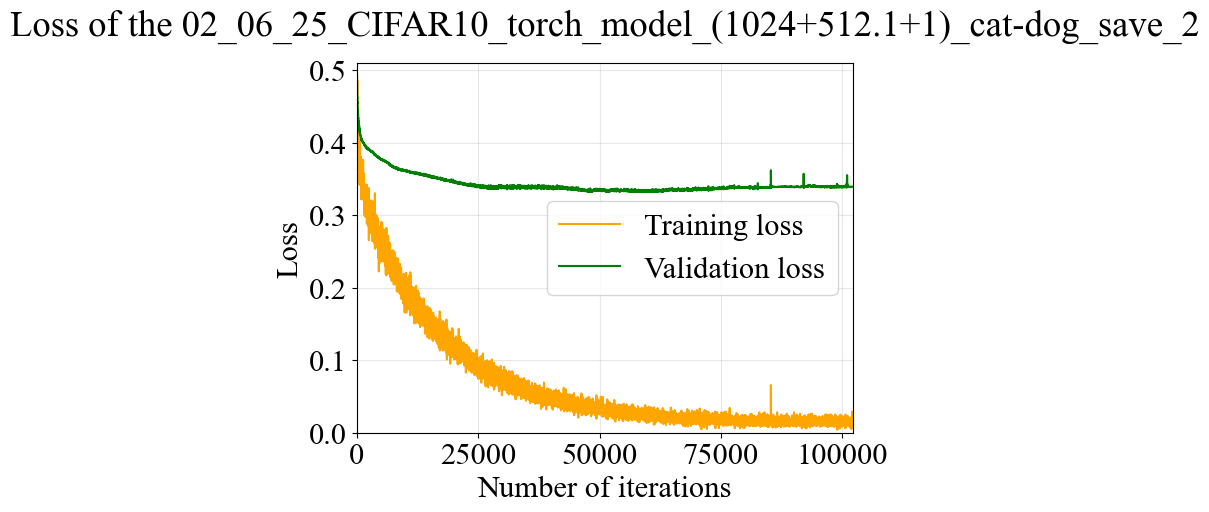 Loss of the 02_06_25_CIFAR10_torch_model_(1024+512.1+1)_cat-dog_save_2
0.5
0.4
0.3
0.2
0.1
0.0
Loss
Training loss
Validation loss
0 25000 50000 75000 100000
Number of iterations